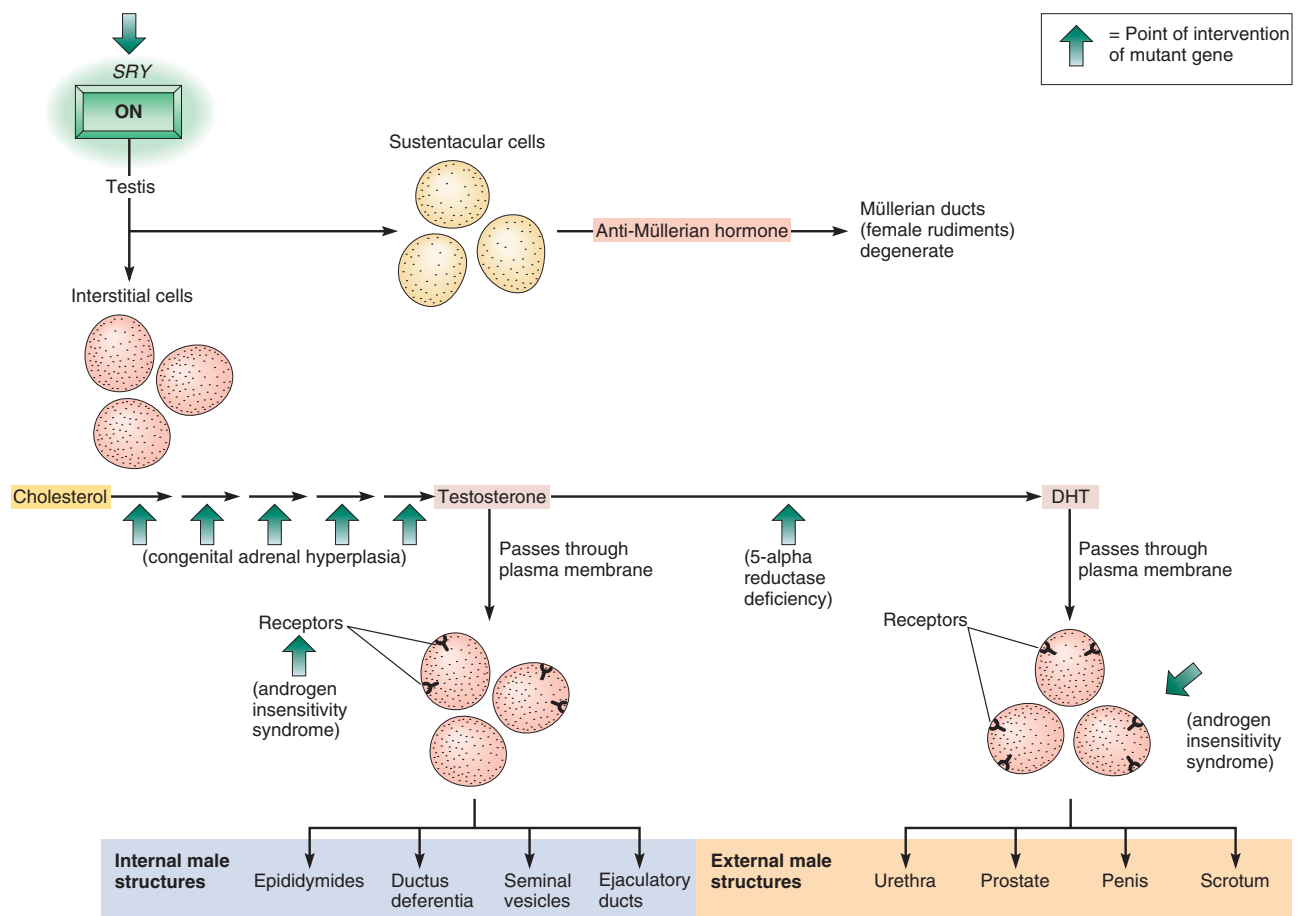 = Point of intervention
of mutant gene
SRY
ON
Testis
Sustentacular cells
Anti-Müllerian hormone
Müllerian ducts
(female rudiments)
degenerate
Interstitial cells
Cholesterol
Testosterone
DHT
(congenital adrenal hyperplasia)
Passes through
plasma membrane
(5-alpha
reductase
deficiency)
Passes through
plasma membrane
Receptors
(androgen
insensitivity
syndrome)
Receptors
(androgen
insensitivity
syndrome)
Internal male
structures
Epididymides
Ductus
deferentia
Seminal
vesicles
Ejaculatory
ducts
External male
structures
Urethra
Prostate
Penis
Scrotum